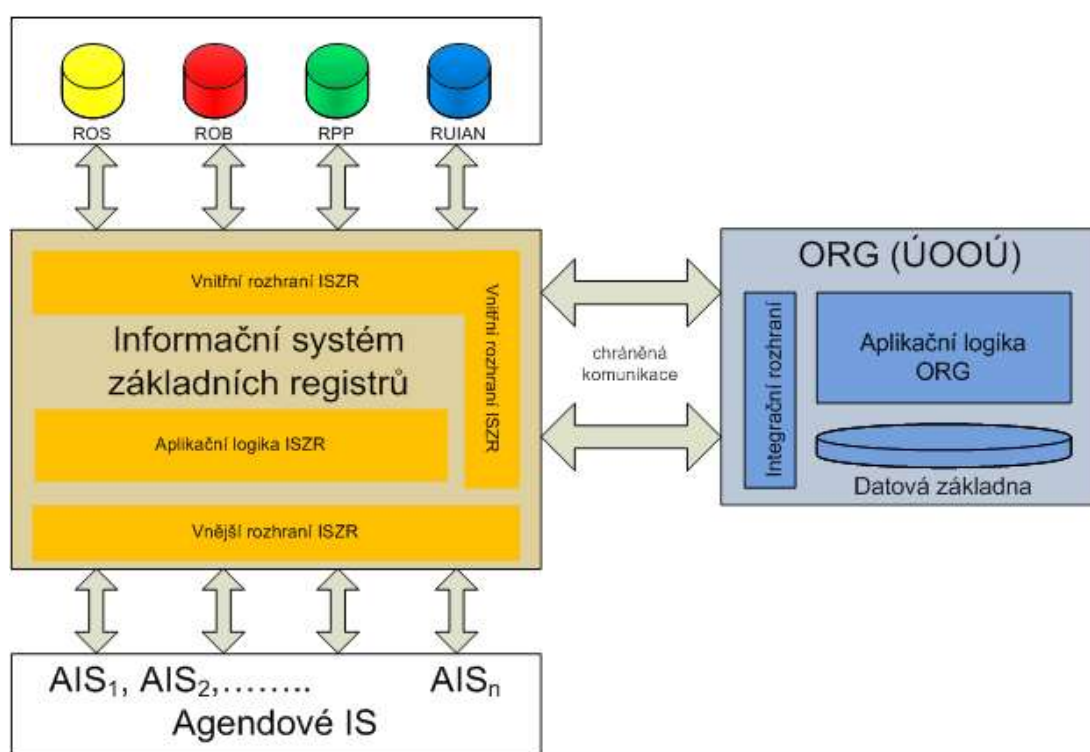 ROS
ROB
RPP
RUIAN
Vnitřní rozhraní ISZR
Vnitřní rozhraní ISZR
Informační systém
základních registrů
Aplikační logika ISZR
Vnější rozhraní ISZR
chráněná
komunikace
ORG (ÚOOÚ)
Integrační rozhraní
Aplikační logika
ORG
Datová základna
AIS1, AIS2,…….. AISn
Agendové IS